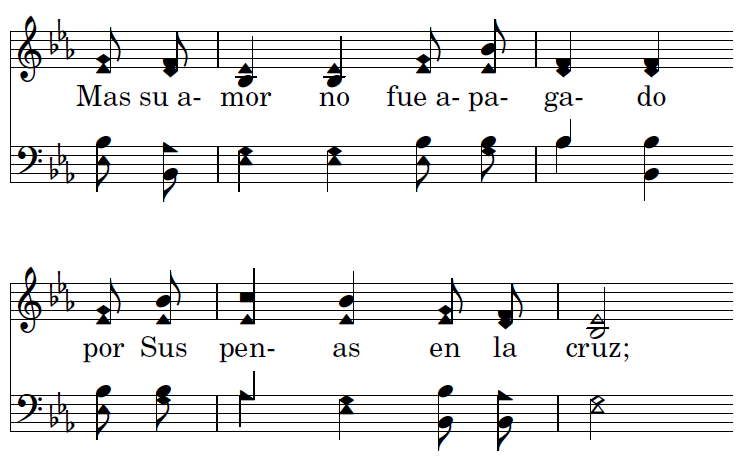 Mas su a- mor no fue a- pa- ga- do
por Sus pen- as en la cruz;